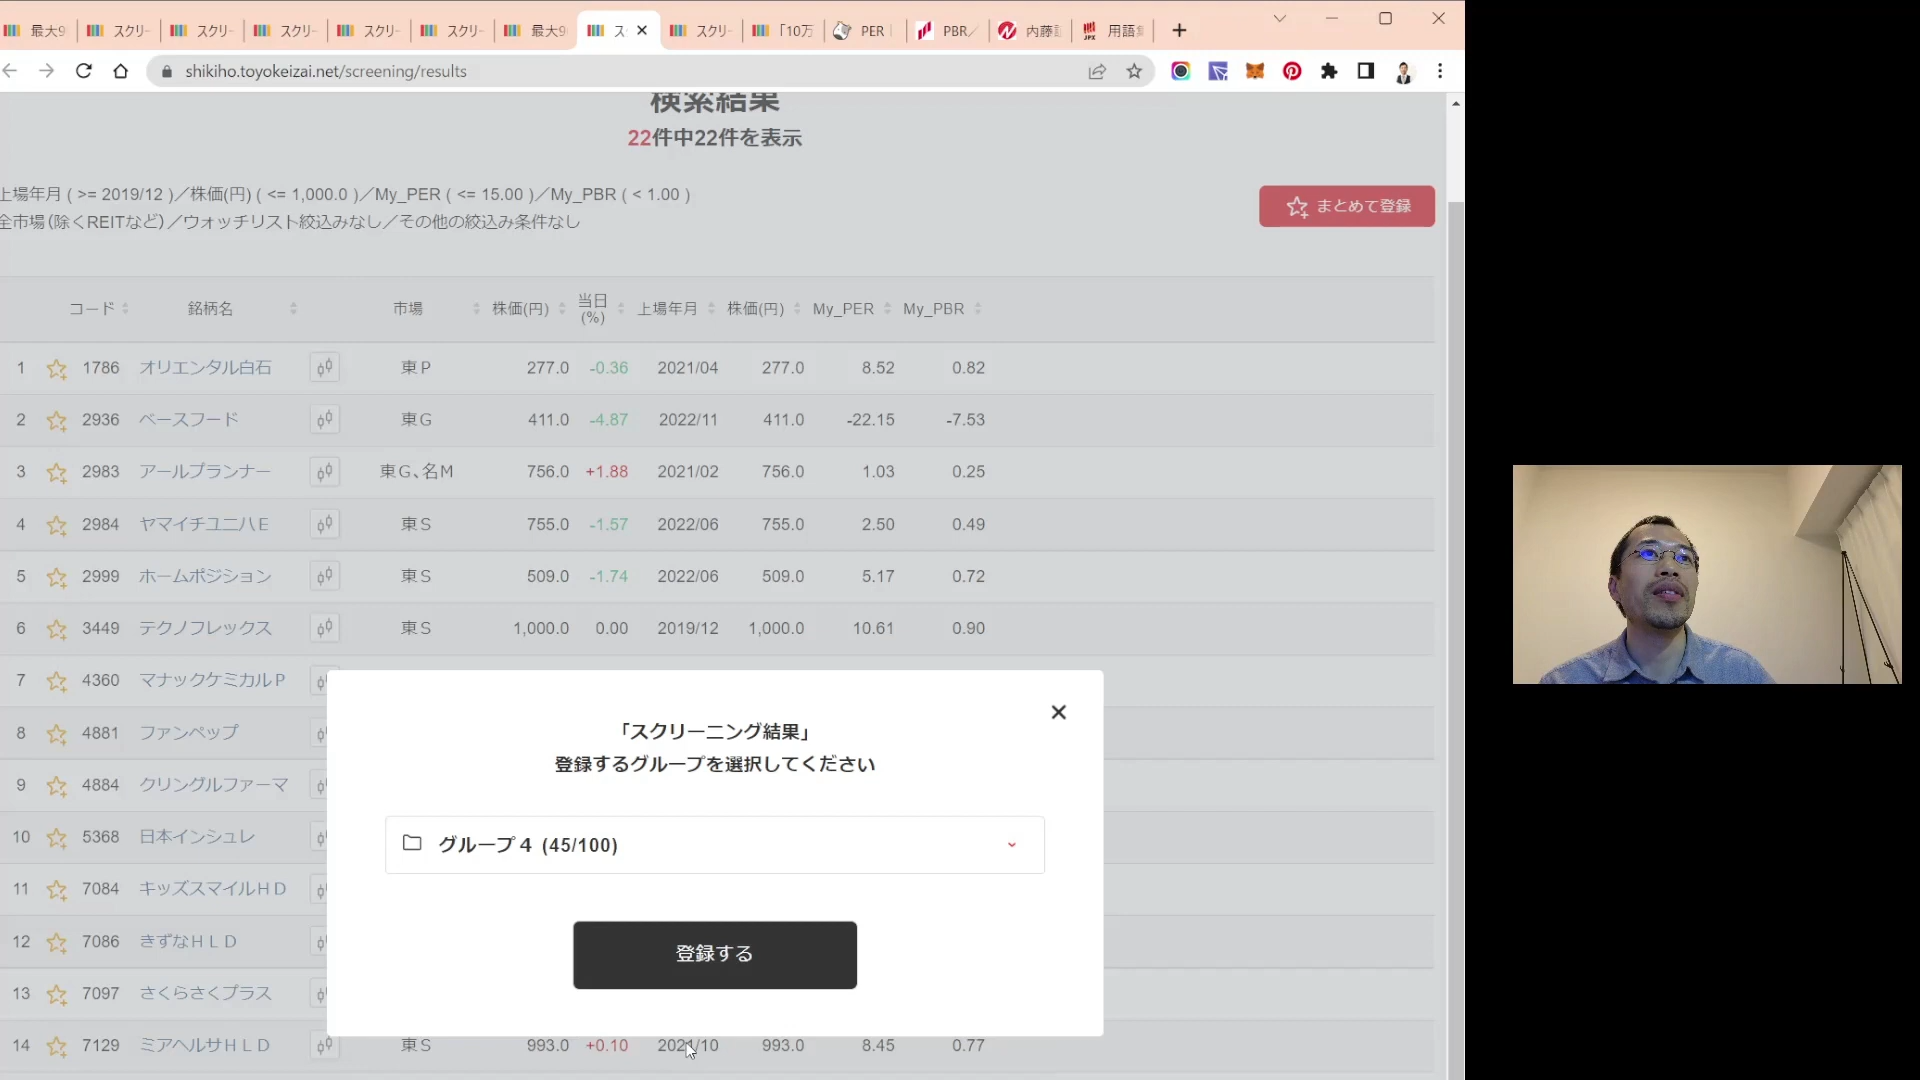 最大9 スクリー スクリー スクリー スクリー スクリー 最大9 ス スクリー 「10万 PER PBR／ 内藤 用語集
shikiho.toyokeizai.net/screening/results
検索結果
22件中22件を表示
上場年月 ( >= 2019/12 )／株価(円) ( <= 1,000.0 )／My_PER ( <= 15.00 )／My_PBR ( < 1.00 )
全市場（除くREITなど）／ウォッチリスト絞込みなし／その他の絞込み条件なし
まとめて登録
コード 銘柄名 市場 株価(円) 当日(%) 上場年月 株価(円) My_PER My_PBR
1 1786 オリエンタル白石 東Ｐ 277.0 -0.36 2021/04 277.0 8.52 0.82
2 2936 ベースフード 東Ｇ 411.0 -4.87 2022/11 411.0 -22.15 -7.53
3 2983 アールプランナー 東Ｇ、名Ｍ 756.0 +1.88 2021/02 756.0 1.03 0.25
4 2984 ヤマイチユニハＥ 東Ｓ 755.0 -1.57 2022/06 755.0 2.50 0.49
5 2999 ホームポジション 東Ｓ 509.0 -1.74 2022/06 509.0 5.17 0.72
6 3449 テクノフレックス 東Ｓ 1,000.0 0.00 2019/12 1,000.0 10.61 0.90
7 4360 マナックケミカルＰ
8 4881 ファンペップ
9 4884 クリングルファーマ
10 5368 日本インシュレ
11 7084 キッズスマイルＨＤ
12 7086 きずなＨＬＤ
13 7097 さくらさくプラス
14 7129 ミアヘルサＨＬＤ 東Ｓ 993.0 +0.10 2021/10 993.0 8.45 0.77
「スクリーニング結果」
登録するグループを選択してください
グループ４ (45/100)
登録する